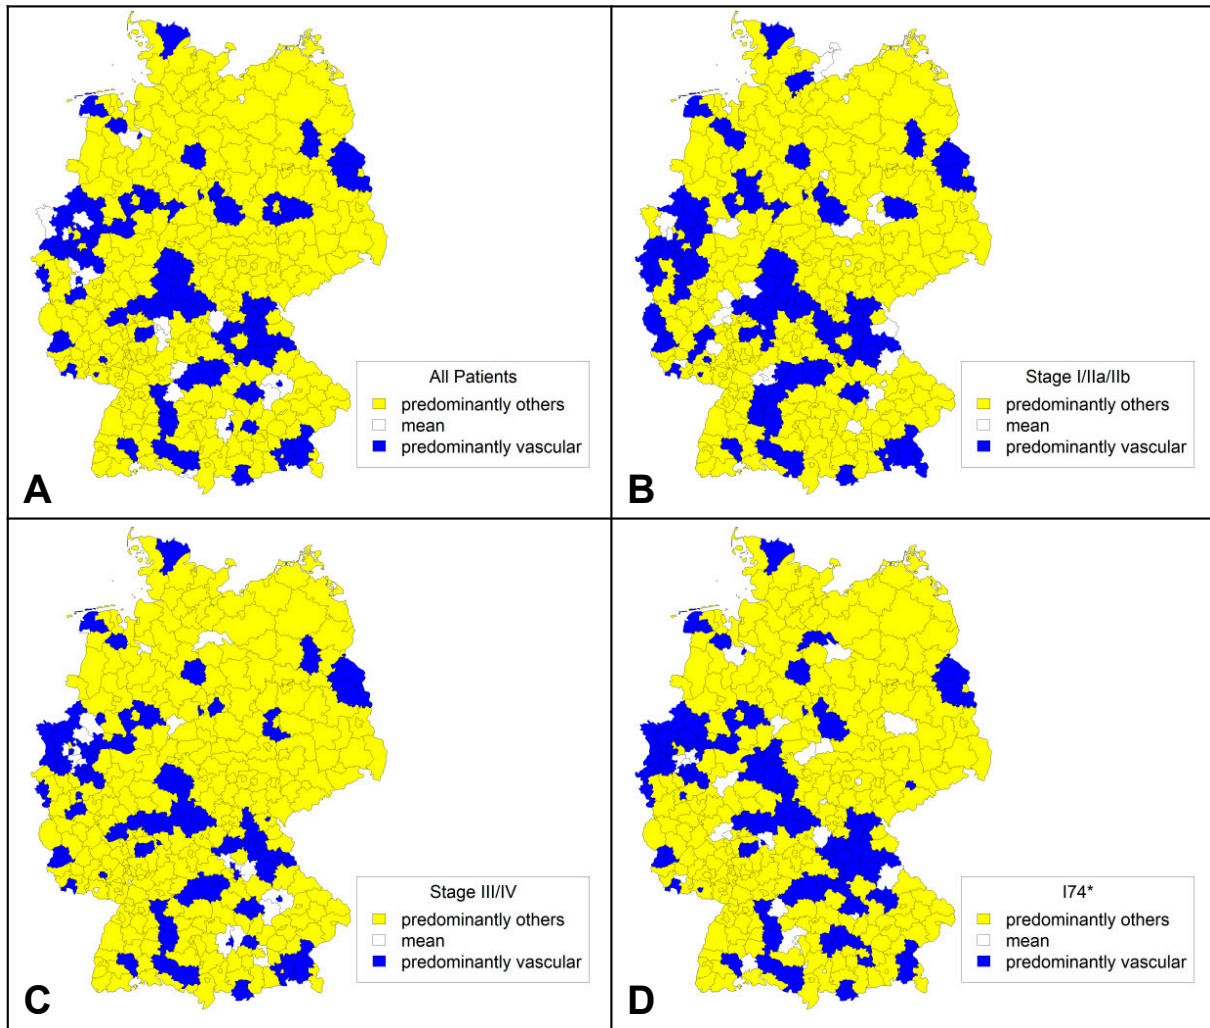 All Patients
predominantly others
mean
predominantly vascular
A
Stage I/IIa/IIb
predominantly others
mean
predominantly vascular
B
Stage III/IV
predominantly others
mean
predominantly vascular
C
I74*
predominantly others
mean
predominantly vascular
D